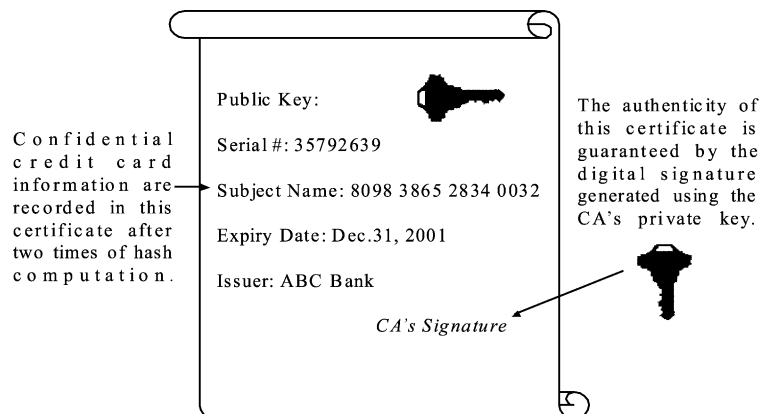 Confidential
credit card
information are
recorded in this
certificate after
two times of hash
computation.
Public Key:
Serial #: 35792639
Subject Name: 8098 3865 2834 0032
Expiry Date: Dec.31, 2001
Issuer: ABC Bank
CA's Signature
The authenticity of
this certificate is
guaranteed by the
digital signature
generated using the
CA's private key.